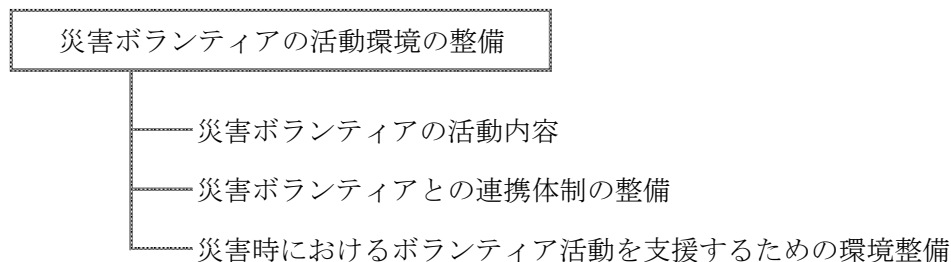 災害ボランティアの活動環境の整備
災害ボランティアの活動内容
災害ボランティアとの連携体制の整備
災害時におけるボランティア活動を支援するための環境整備